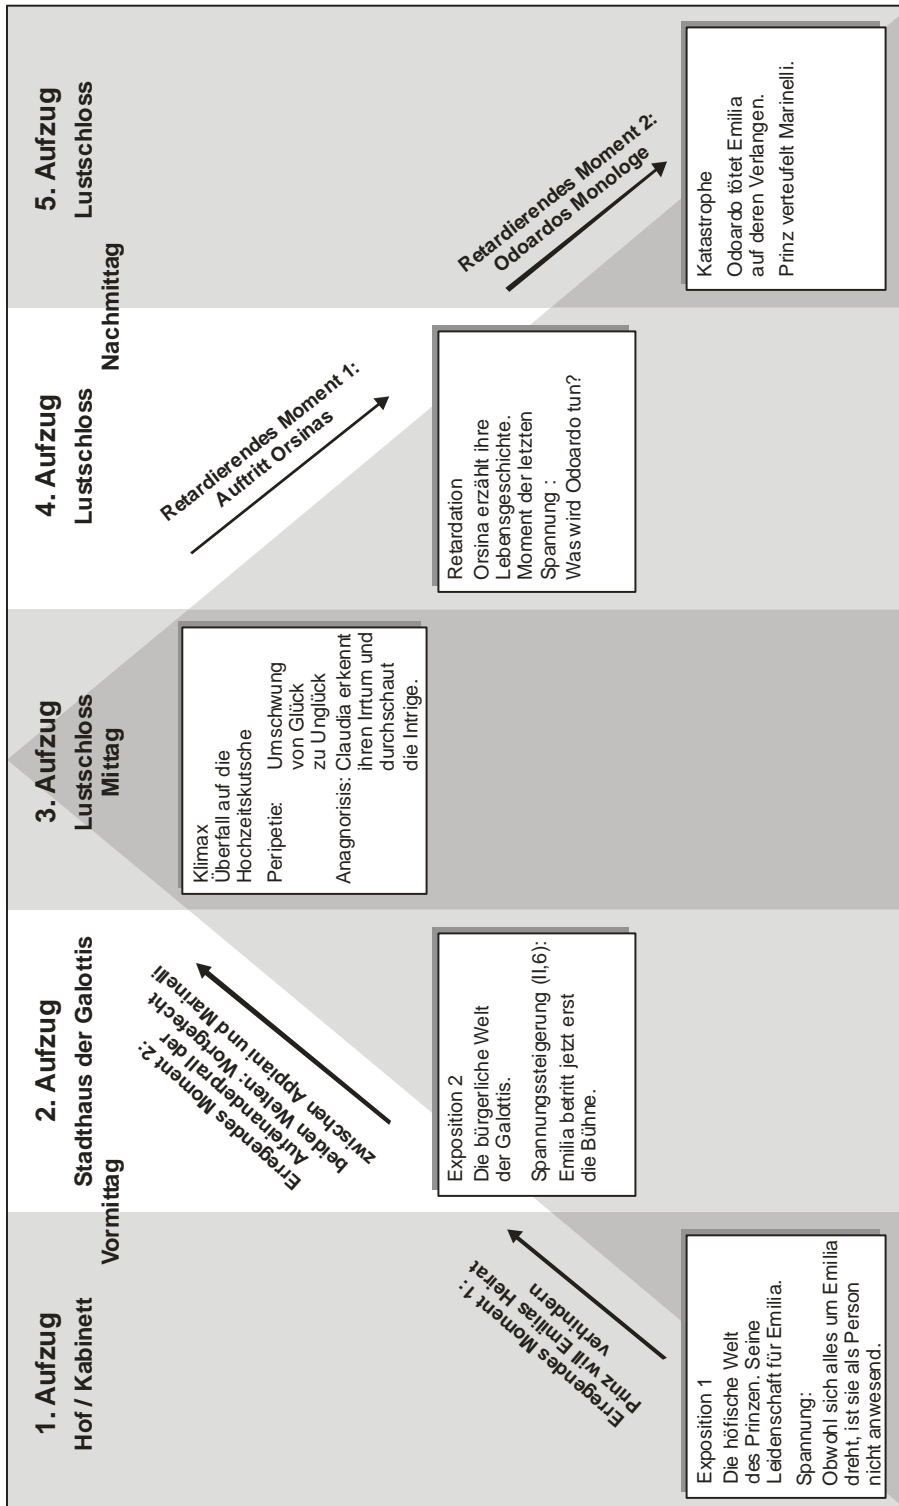 1. Aufzug
Hof / Kabinett
2. Aufzug
Stadthaus der Galottis
Vormittag
3. Aufzug
Lustschloss
Mittag
4. Aufzug
Lustschloss
5. Aufzug
Lustschloss
Nachmittag
Exposition 1
Die höfische Welt
des Prinzen. Seine
Leidenschaft für Emilia.
Spannung:
Obwohl sich alles um Emilia
dreht, ist sie als Person
nicht anwesend.
Erregendes Moment 1:
Prinz will Emilias Heirat
verhindern
Exposition 2
Die bürgerliche Welt
der Galottis.
Spannungssteigerung (II,6):
Emilia betritt jetzt erst
die Bühne.
Erregendes Moment 2:
Aufeinanderprall der
beiden Welten: Wortgefecht
zwischen Appiani und Marinelli
Klimax
Überfall auf die
Hochzeitskutsche
Peripetie: Umschwung
von Glück
zu Unglück
Anagnorisis: Claudia erkennt
ihren Irrtum und
durchschaut
die Intrige.
Retardierendes Moment 1:
Auftritt Orsinas
Retardation
Orsina erzählt ihre
Lebensgeschichte.
Moment der letzten
Spannung :
Was wird Odoardo tun?
Retardierendes Moment 2:
Odoardos Monologe
Katastrophe
Odoardo tötet Emilia
auf deren Verlangen.
Prinz verteufelt Marinelli.